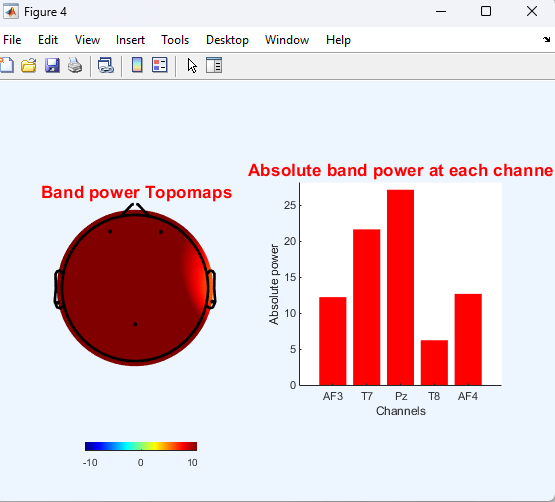 Figure 4
File Edit View Insert Tools Desktop Window Help
Band power Topomaps
-10 0 10
Absolute band power at each channe
Absolute power
25
20
15
10
5
0
AF3 T7 Pz T8 AF4
Channels